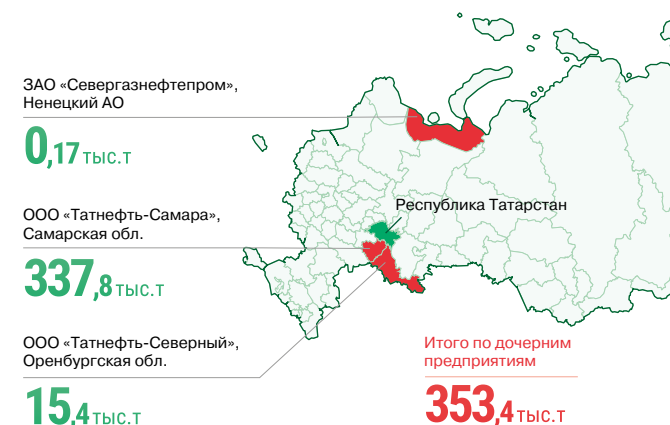 ЗАО «Севергазнефтепром»,
Ненецкий АО
0,17 тыс.т
Республика Татарстан
ООО «Татнефть-Самара»,
Самарская обл.
337,8 тыс.т
ООО «Татнефть-Северный»,
Оренбургская обл.
15,4 тыс.т
Итого по дочерним
предприятиям
353,4 тыс.т